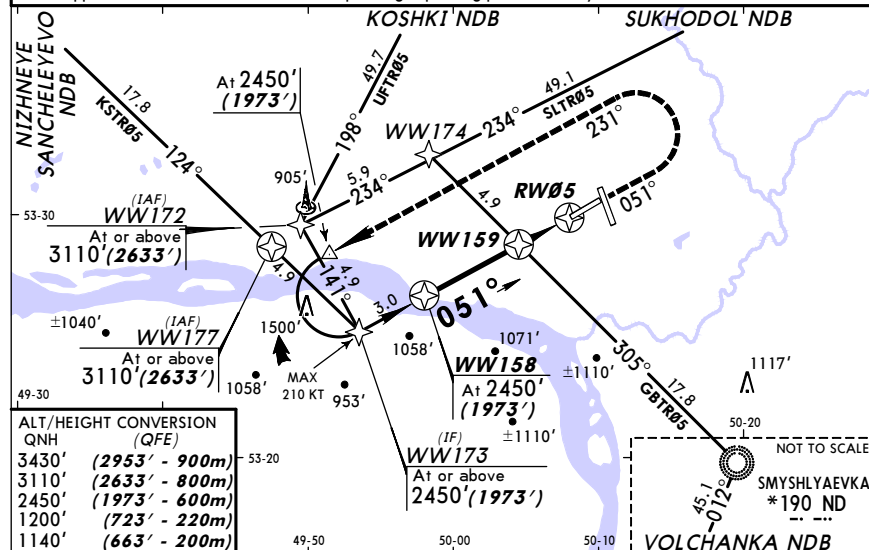 KOSHKI NDB
SUKHODOL NDB
NIZHNEYE
SANCHELEYEVO
NDB
17.8
KSTRØ5
124°
At 2450'
(1973')
49.7
UFTRØ5
198°
WW174
234°
49.1
SLTRØ5
231°
905'
5.9
234°
4.9
RWØ5
051°
53-30
(IAF)
WW172
At or above
3110'(2633')
WW159
4.9
4.9
141°
3.0
051°
±1040'
(IAF)
WW177
At or above
3110'(2633')
1500'
MAX
210 KT
1058'
1071'
WW158
At 2450'
(1973')
±1110'
305°
17.8
GBTRØ5
1117'
1058'
953'
±1110'
49-30
50-20
(IF)
WW173
At or above
2450'(1973')
53-20
ALT/HEIGHT CONVERSION
QNH (QFE)
3430' (2953' - 900m)
3110' (2633' - 800m)
2450' (1973' - 600m)
1200' (723' - 220m)
1140' (663' - 200m)
NOT TO SCALE
SMYSHLYAEVKA
*190 ND
45.1
012°
VOLCHANKA NDB
49-50
50-00
50-10